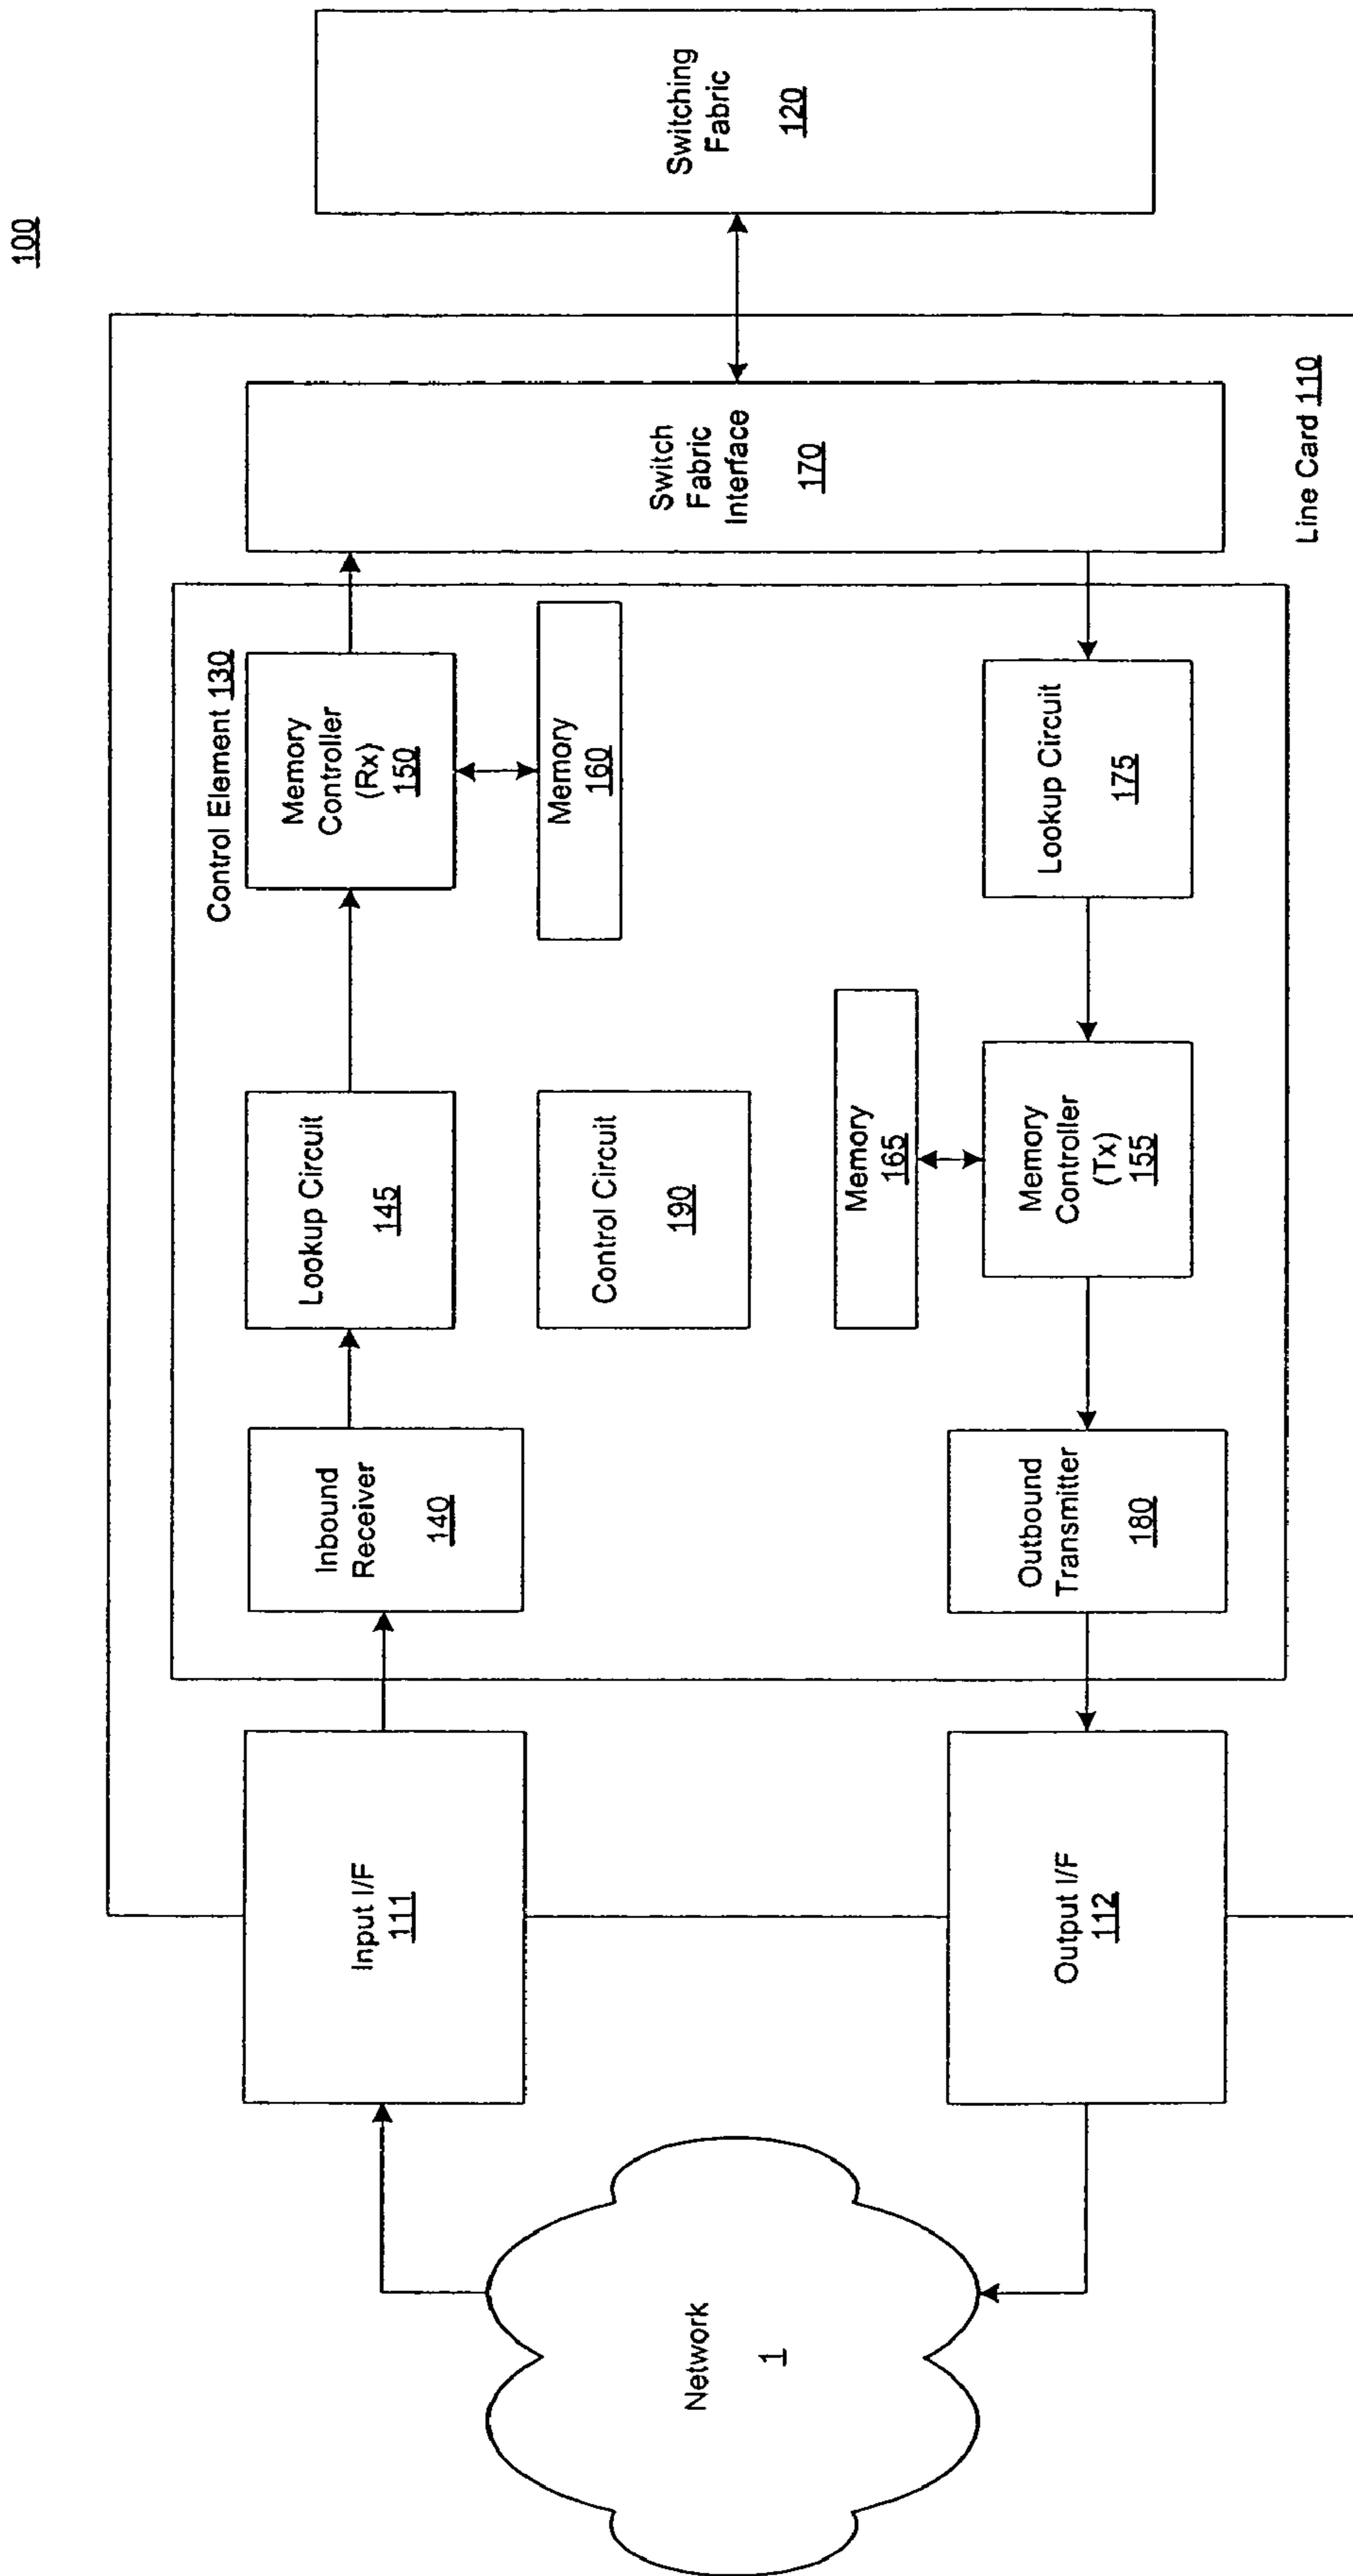 100
Network
1
Input I/F
111
Output I/F
112
Line Card 110
Control Element 130
Inbound
Receiver
140
Lookup Circuit
145
Memory
Controller
(Rx)
150
Memory
160
Control Circuit
190
Memory
165
Outbound
Transmitter
180
Memory
Controller
(Tx)
155
Lookup Circuit
175
Switch
Fabric
Interface
170
Switching
Fabric
120